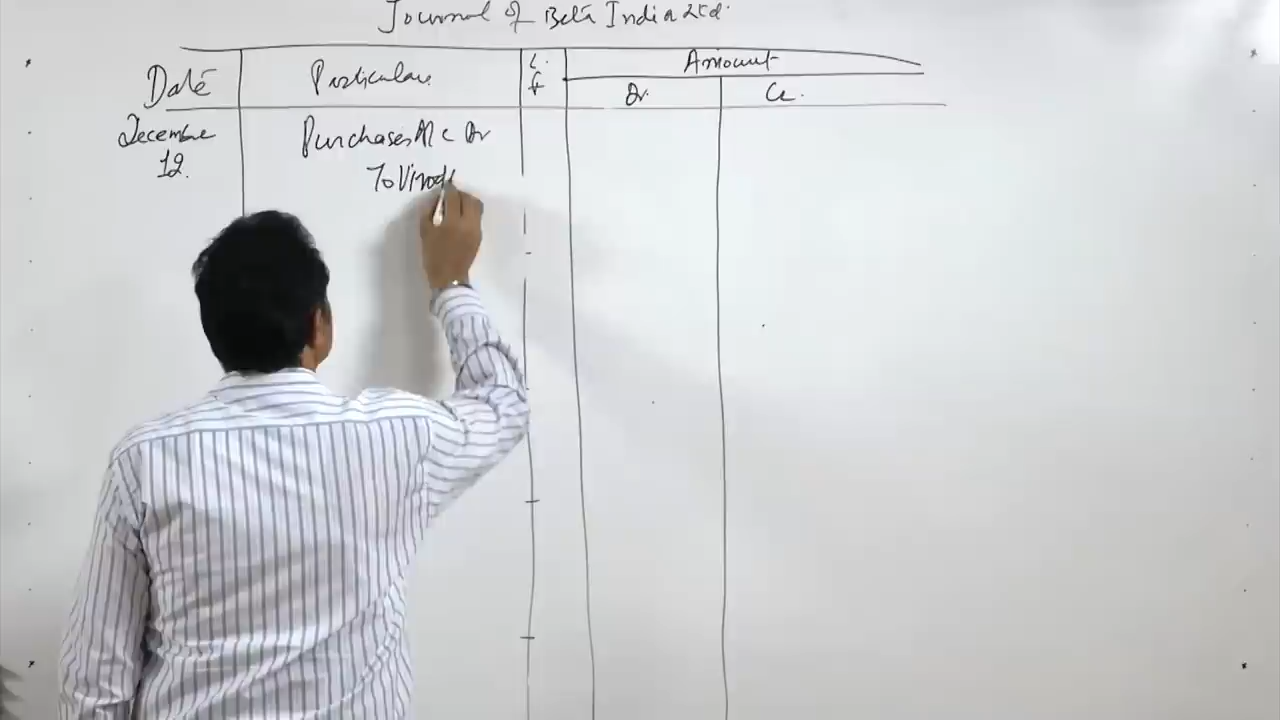 Journal of Beta India Ltd.
Date Particulars L.F Amount
Dr. Cr.
December Purchases A/c Dr
12. To Vinod